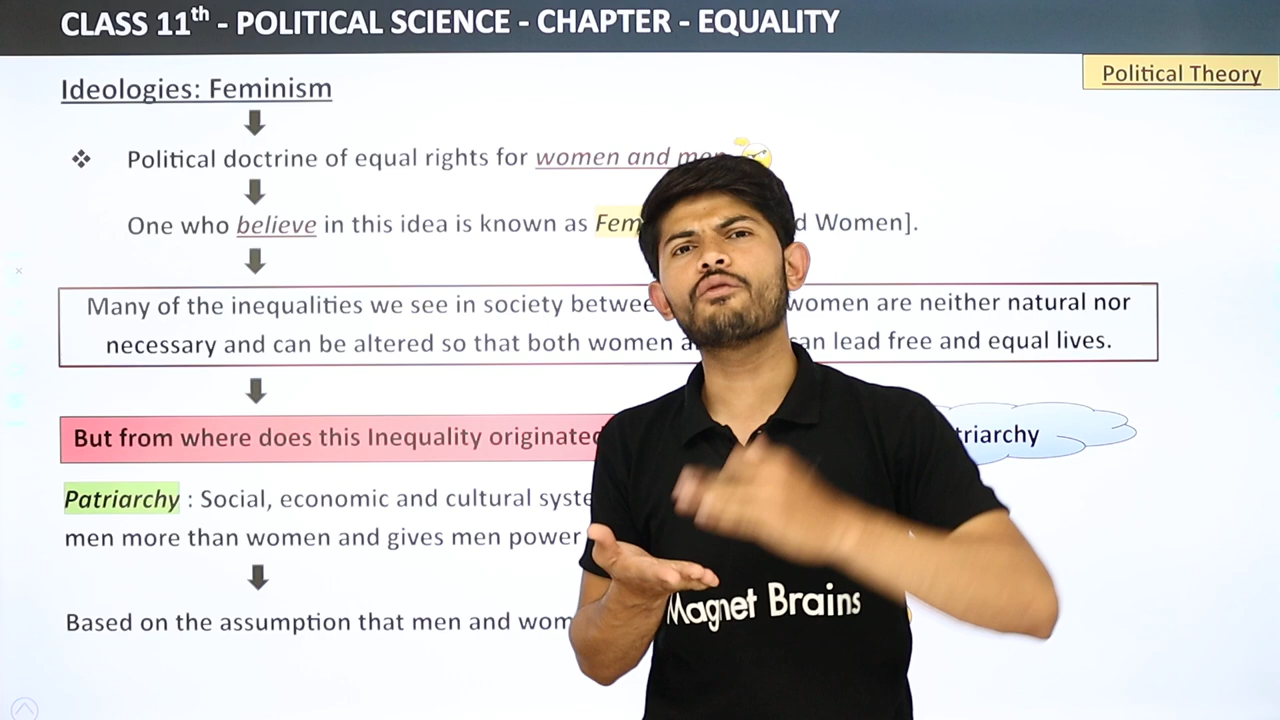 CLASS 11th - POLITICAL SCIENCE - CHAPTER - EQUALITY
Political Theory
Ideologies: Feminism
❖ Political doctrine of equal rights for women and men
One who believe in this idea is known as Fem d Women].
Many of the inequalities we see in society betwee women are neither natural nor
necessary and can be altered so that both women a can lead free and equal lives.
But from where does this Inequality originated triarchy
Patriarchy : Social, economic and cultural syste
men more than women and gives men power
Based on the assumption that men and wom
Magnet Brains